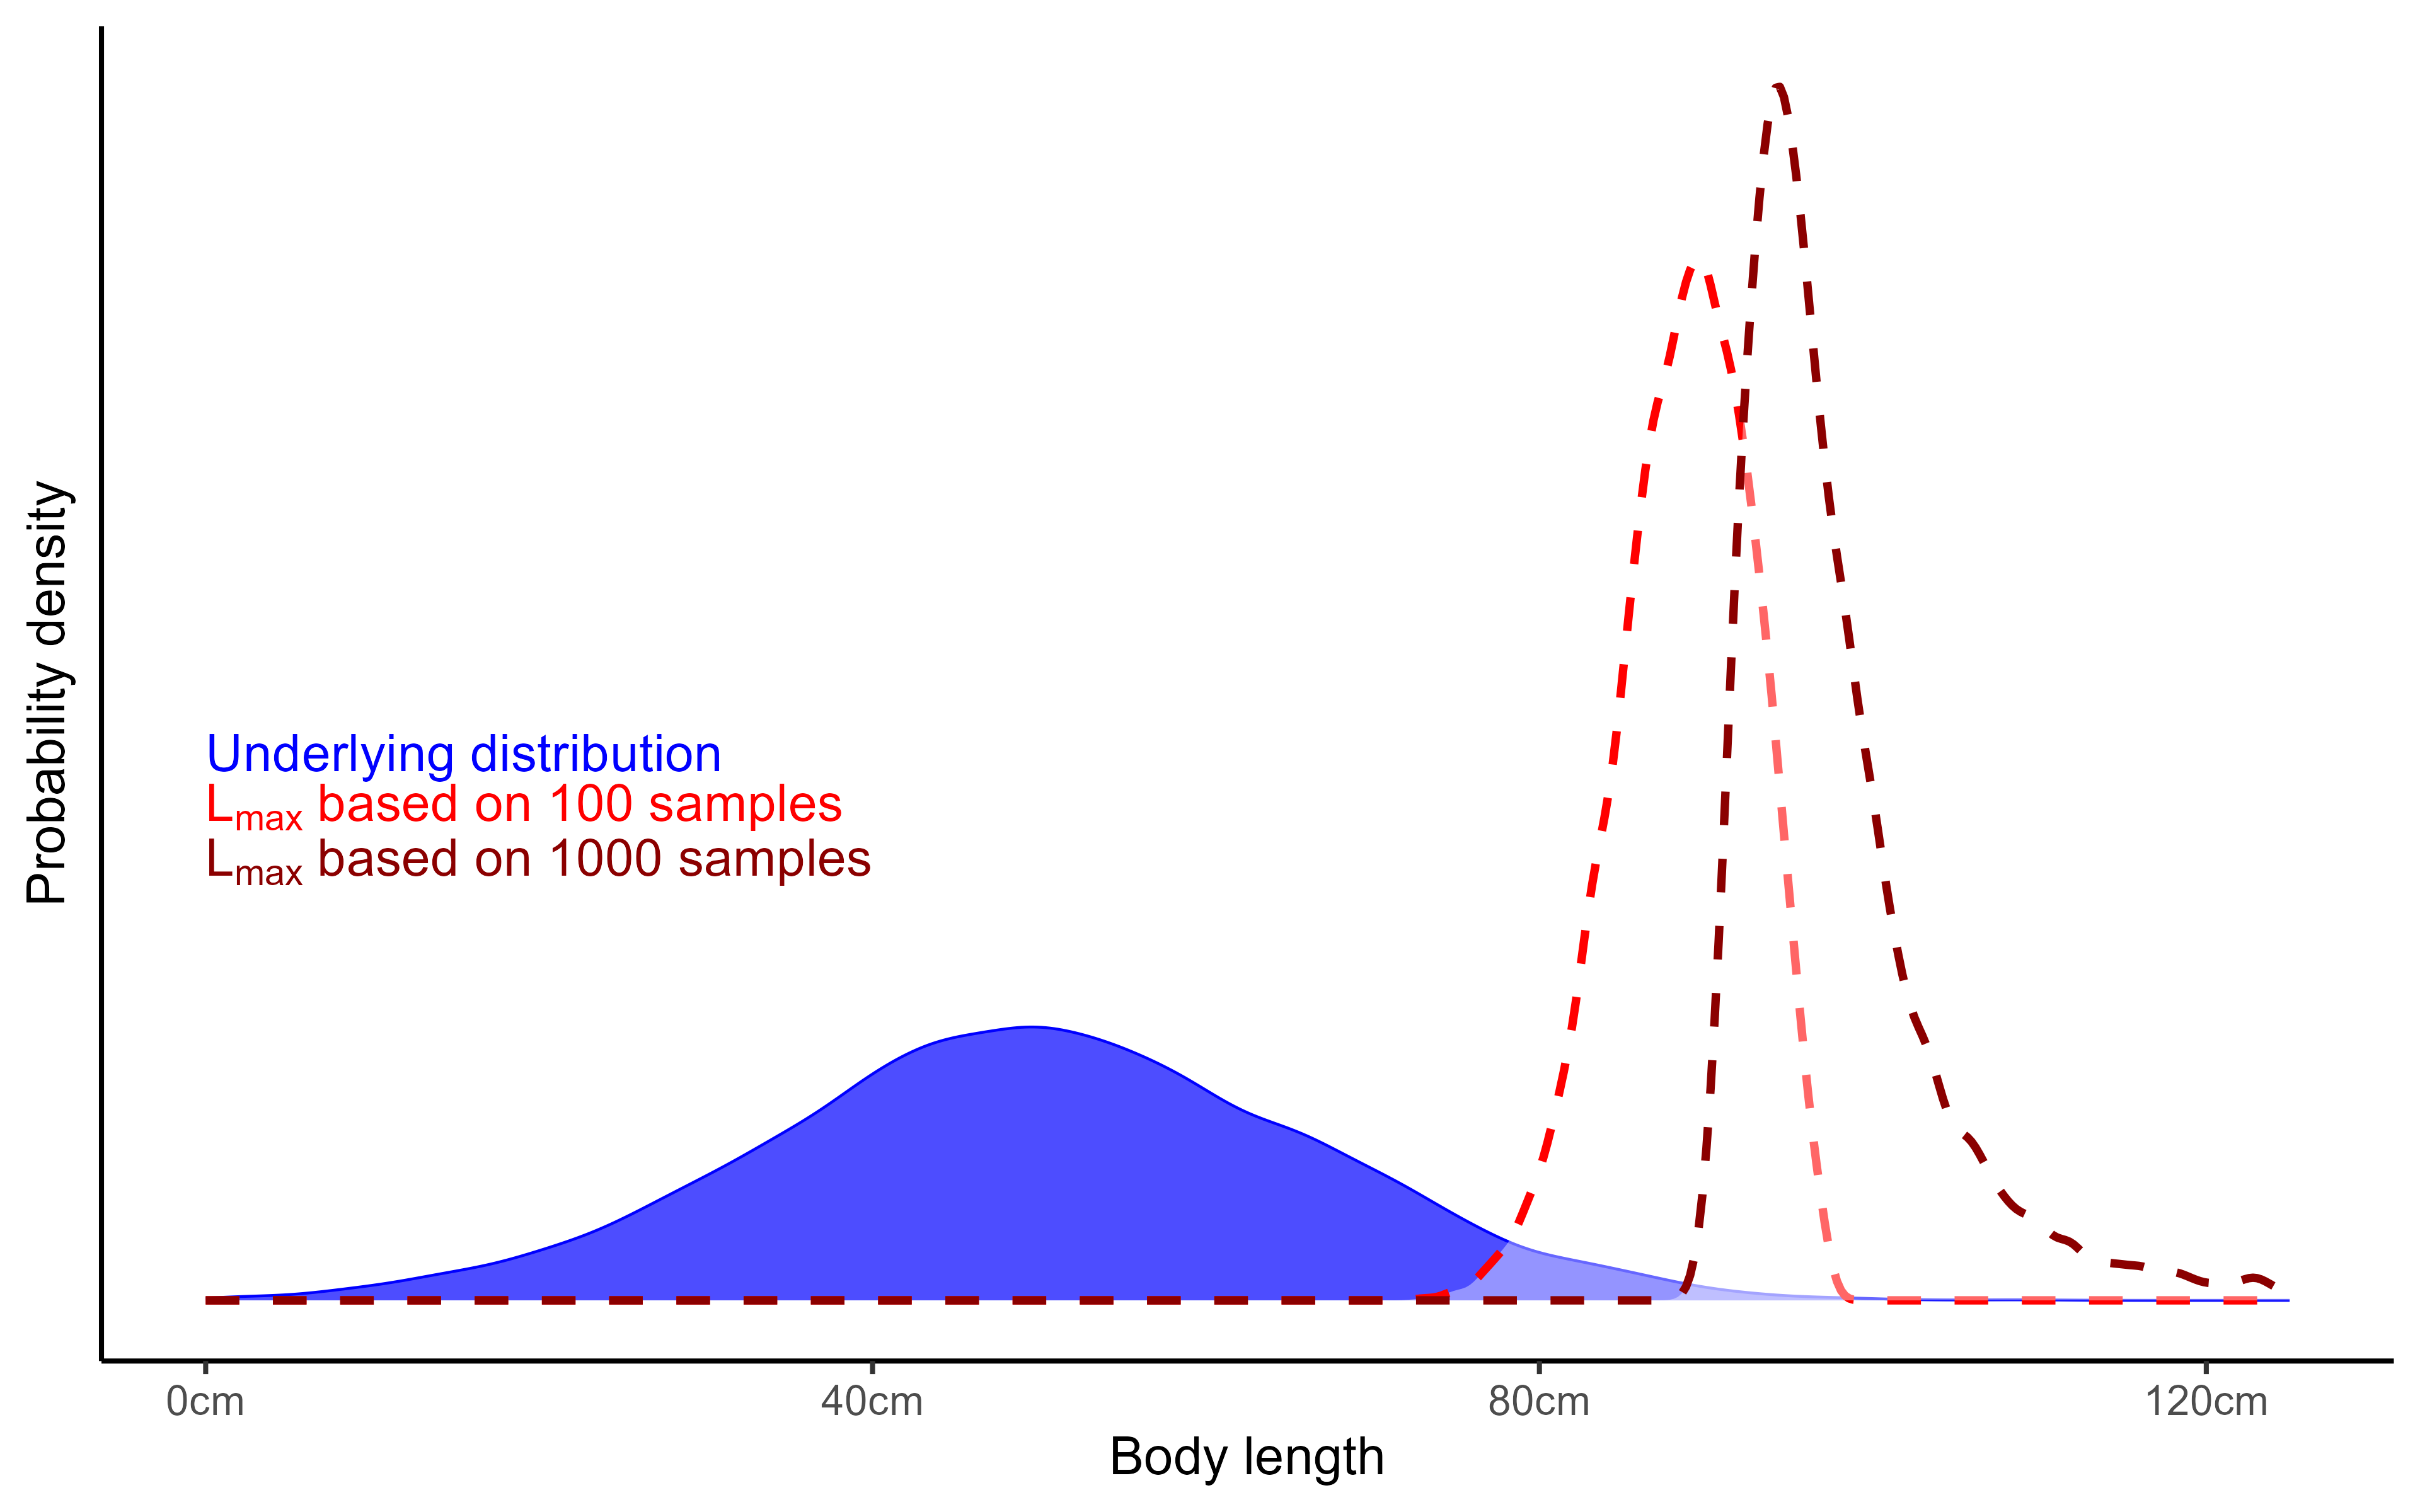 Probability density
Underlying distribution
Lmax based on 100 samples
Lmax based on 1000 samples
0cm 40cm 80cm 120cm
Body length